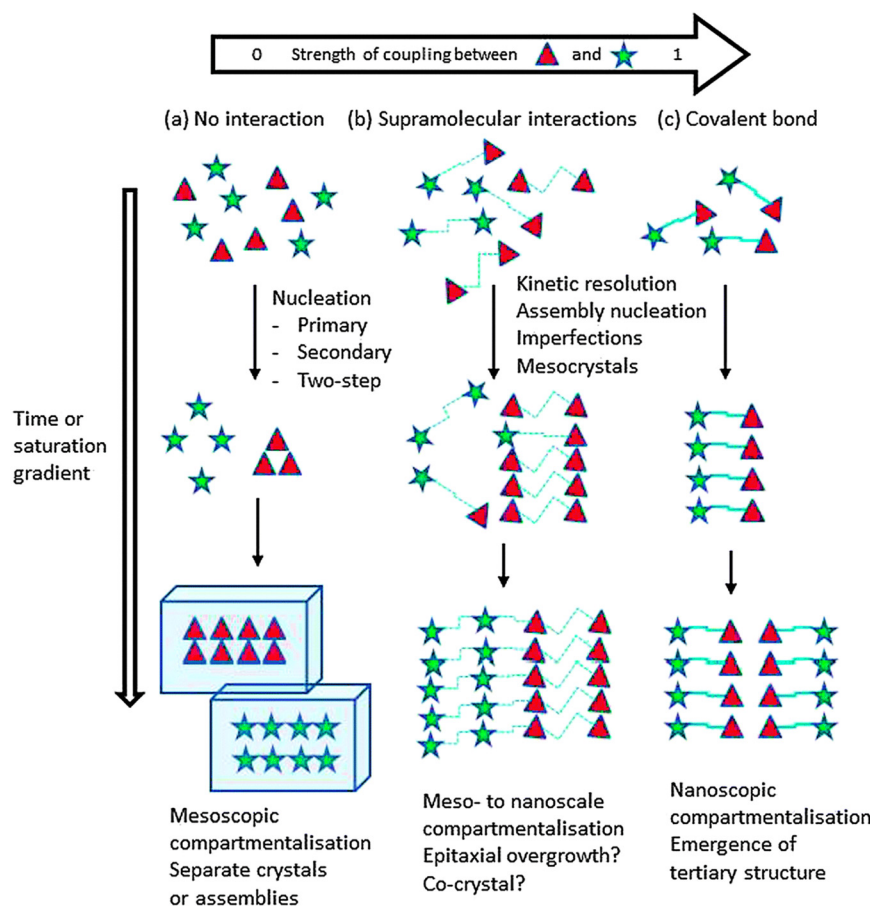 0 Strength of coupling between and 1
(a) No interaction
(b) Supramolecular interactions
(c) Covalent bond
Time or
saturation
gradient
Nucleation
- Primary
- Secondary
- Two-step
Kinetic resolution
Assembly nucleation
Imperfections
Mesocrystals
Mesoscopic
compartmentalisation
Separate crystals
or assemblies
Meso- to nanoscale
compartmentalisation
Epitaxial overgrowth?
Co-crystal?
Nanoscopic
compartmentalisation
Emergence of
tertiary structure